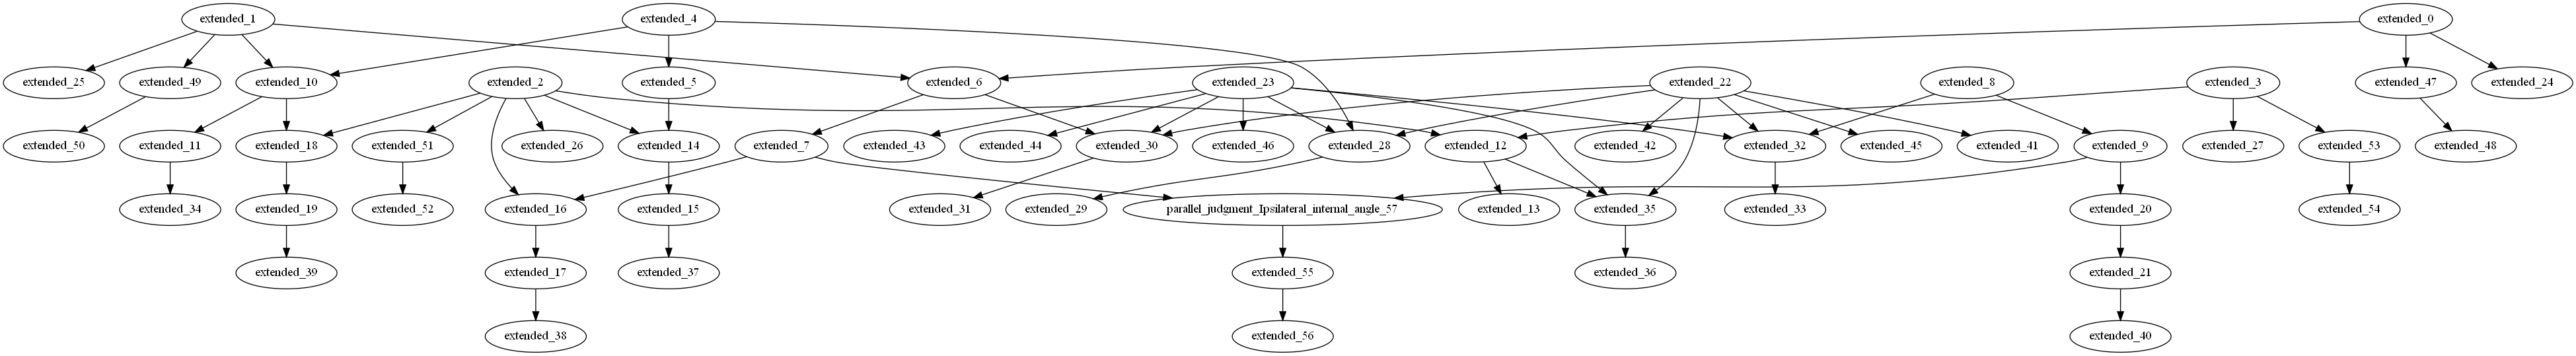 extended_1
extended_4
extended_0
extended_25
extended_49
extended_10
extended_2
extended_5
extended_6
extended_23
extended_22
extended_8
extended_3
extended_47
extended_24
extended_50
extended_11
extended_18
extended_51
extended_26
extended_14
extended_7
extended_43
extended_44
extended_30
extended_46
extended_28
extended_12
extended_42
extended_32
extended_45
extended_41
extended_9
extended_27
extended_53
extended_48
extended_34
extended_19
extended_52
extended_16
extended_15
extended_31
extended_29
parallel_judgment_Ipsilateral_internal_angle_57
extended_13
extended_35
extended_33
extended_20
extended_54
extended_39
extended_17
extended_37
extended_55
extended_36
extended_21
extended_38
extended_56
extended_40